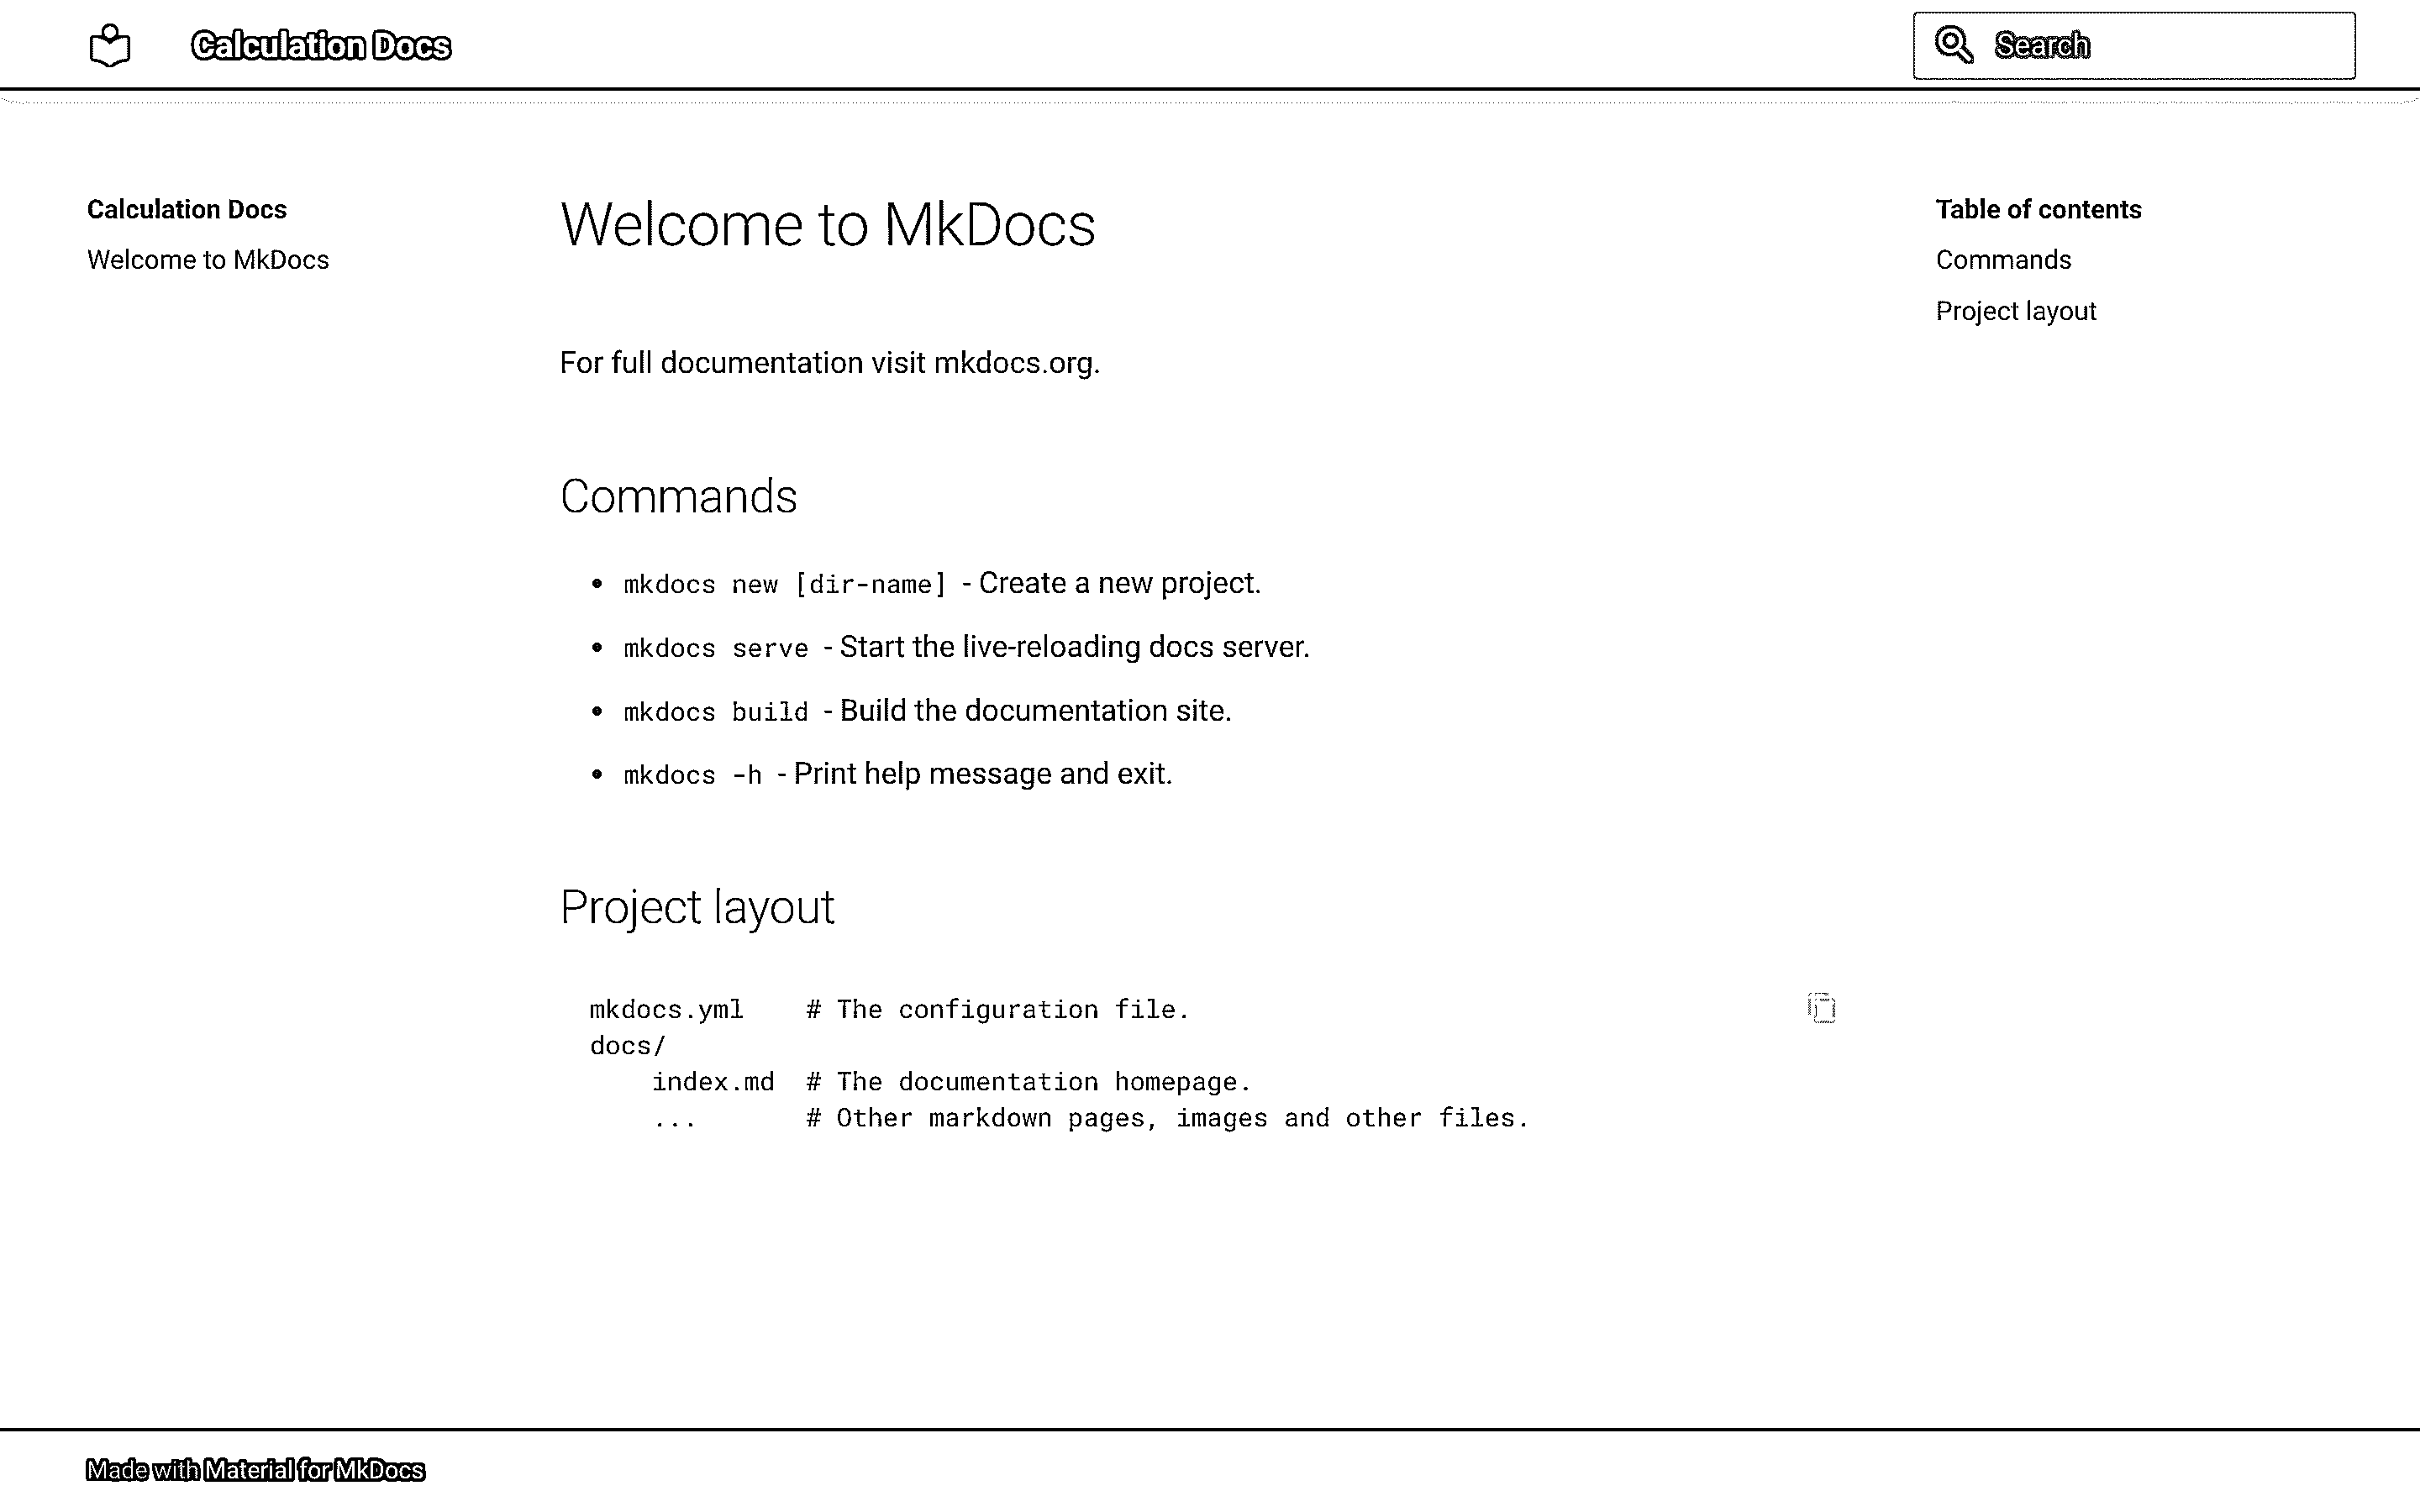 Calculation Docs
Search
Calculation Docs
Welcome to MkDocs
Welcome to MkDocs
For full documentation visit mkdocs.org.
Commands
• mkdocs new [dir-name] - Create a new project.
• mkdocs serve - Start the live-reloading docs server.
• mkdocs build - Build the documentation site.
• mkdocs -h - Print help message and exit.
Project layout
mkdocs.yml    # The configuration file.
docs/
    index.md  # The documentation homepage.
    ...       # Other markdown pages, images and other files.
Table of contents
Commands
Project layout
Made with Material for MkDocs